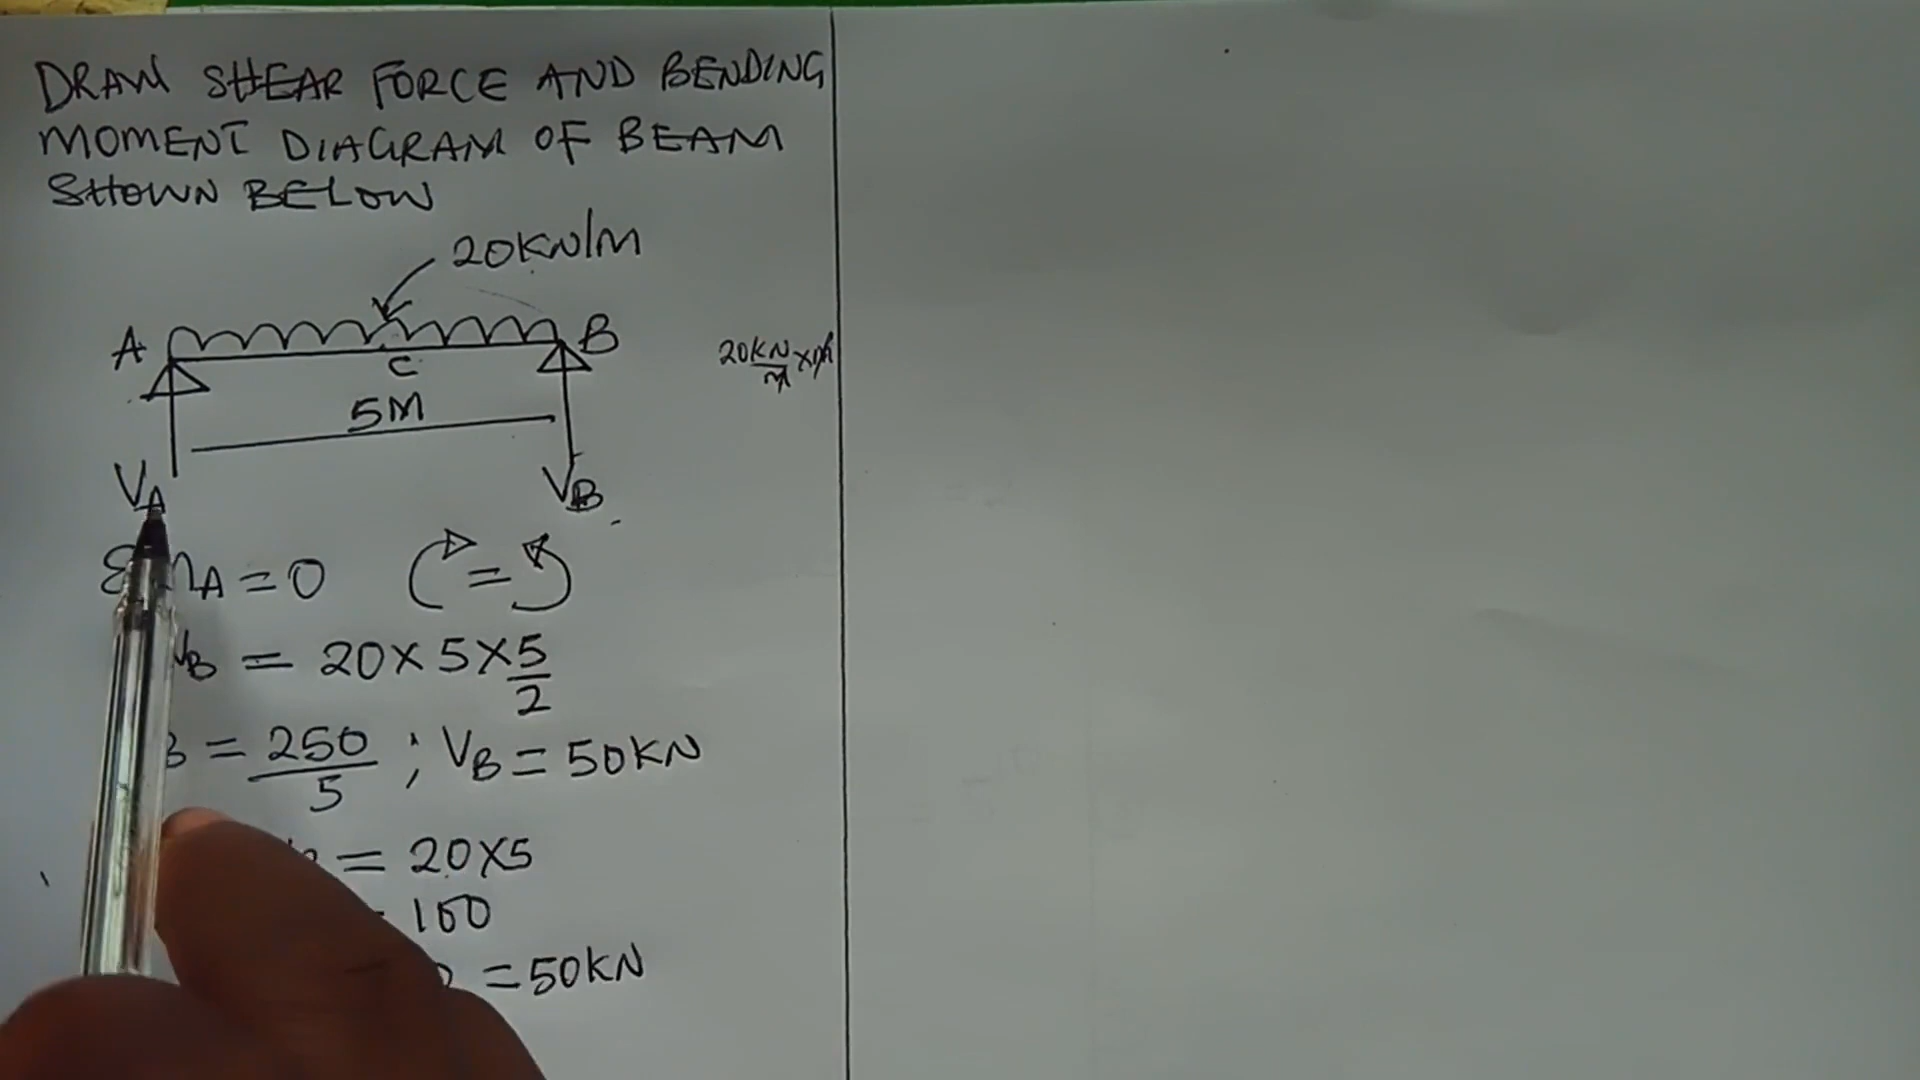 DRAW SHEAR FORCE AND BENDING
MOMENT DIAGRAM OF BEAM
SHOWN BELOW
20KN/M
A B
C
20KN/M × M
5M
VA VB
ΣMA = 0 =
VB = 20 × 5 × 5/2
B = 250/5 ; VB = 50KN
= 20 × 5
100
= 50KN